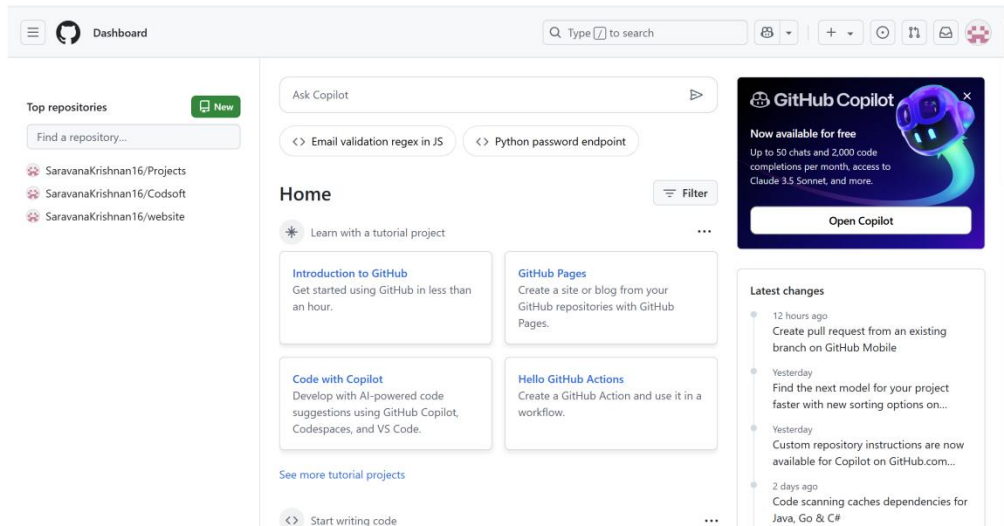 Dashboard
Type / to search
Top repositories
New
Find a repository...
SaravanaKrishnan16/Projects
SaravanaKrishnan16/Codsoft
SaravanaKrishnan16/website
Ask Copilot
<> Email validation regex in JS
<> Python password endpoint
Home
Filter
Learn with a tutorial project
Introduction to GitHub
Get started using GitHub in less than
an hour.
GitHub Pages
Create a site or blog from your
GitHub repositories with GitHub
Pages.
Code with Copilot
Develop with AI-powered code
suggestions using GitHub Copilot,
Codespaces, and VS Code.
Hello GitHub Actions
Create a GitHub Action and use it in a
workflow.
See more tutorial projects
<> Start writing code
GitHub Copilot
Now available for free
Up to 50 chats and 2,000 code
completions per month, access to
Claude 3.5 Sonnet, and more.
Open Copilot
Latest changes
12 hours ago
Create pull request from an existing
branch on GitHub Mobile
Yesterday
Find the next model for your project
faster with new sorting options on...
Yesterday
Custom repository instructions are now
available for Copilot on GitHub.com...
2 days ago
Code scanning caches dependencies for
Java, Go & C#